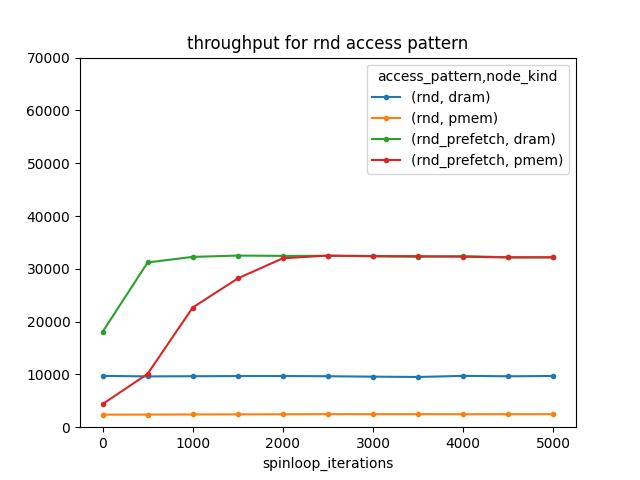 throughput for rnd access pattern
70000
60000
50000
40000
30000
20000
10000
0
access_pattern,node_kind
(rnd, dram)
(rnd, pmem)
(rnd_prefetch, dram)
(rnd_prefetch, pmem)
0 1000 2000 3000 4000 5000
spinloop_iterations